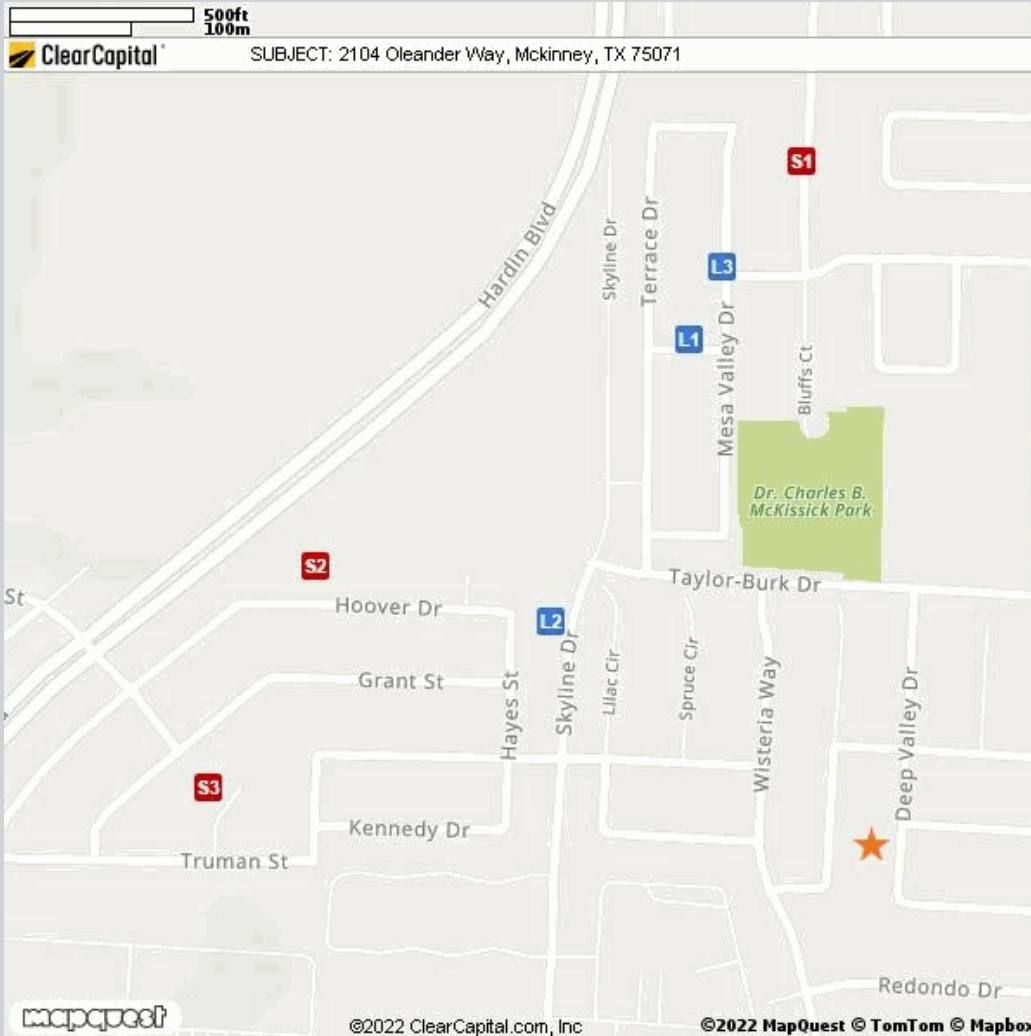 500ft
100m
ClearCapital
SUBJECT: 2104 Oleander Way, Mckinney, TX 75071
S1
Hardin Blvd
Skyline Dr
Terrace Dr
L3
L1
Mesa Valley Dr
Bluffs Ct
Dr. Charles B.
McKissick Park
S2
Taylor-Burk Dr
St
Hoover Dr
L2
Grant St
Hayes St
Skyline Dr
Lilac Cir
Spruce Cir
Wisteria Way
Deep Valley Dr
S3
Kennedy Dr
Truman St
Redondo Dr
mapquest
©2022 ClearCapital.com, Inc
©2022 MapQuest © TomTom © Mapbox